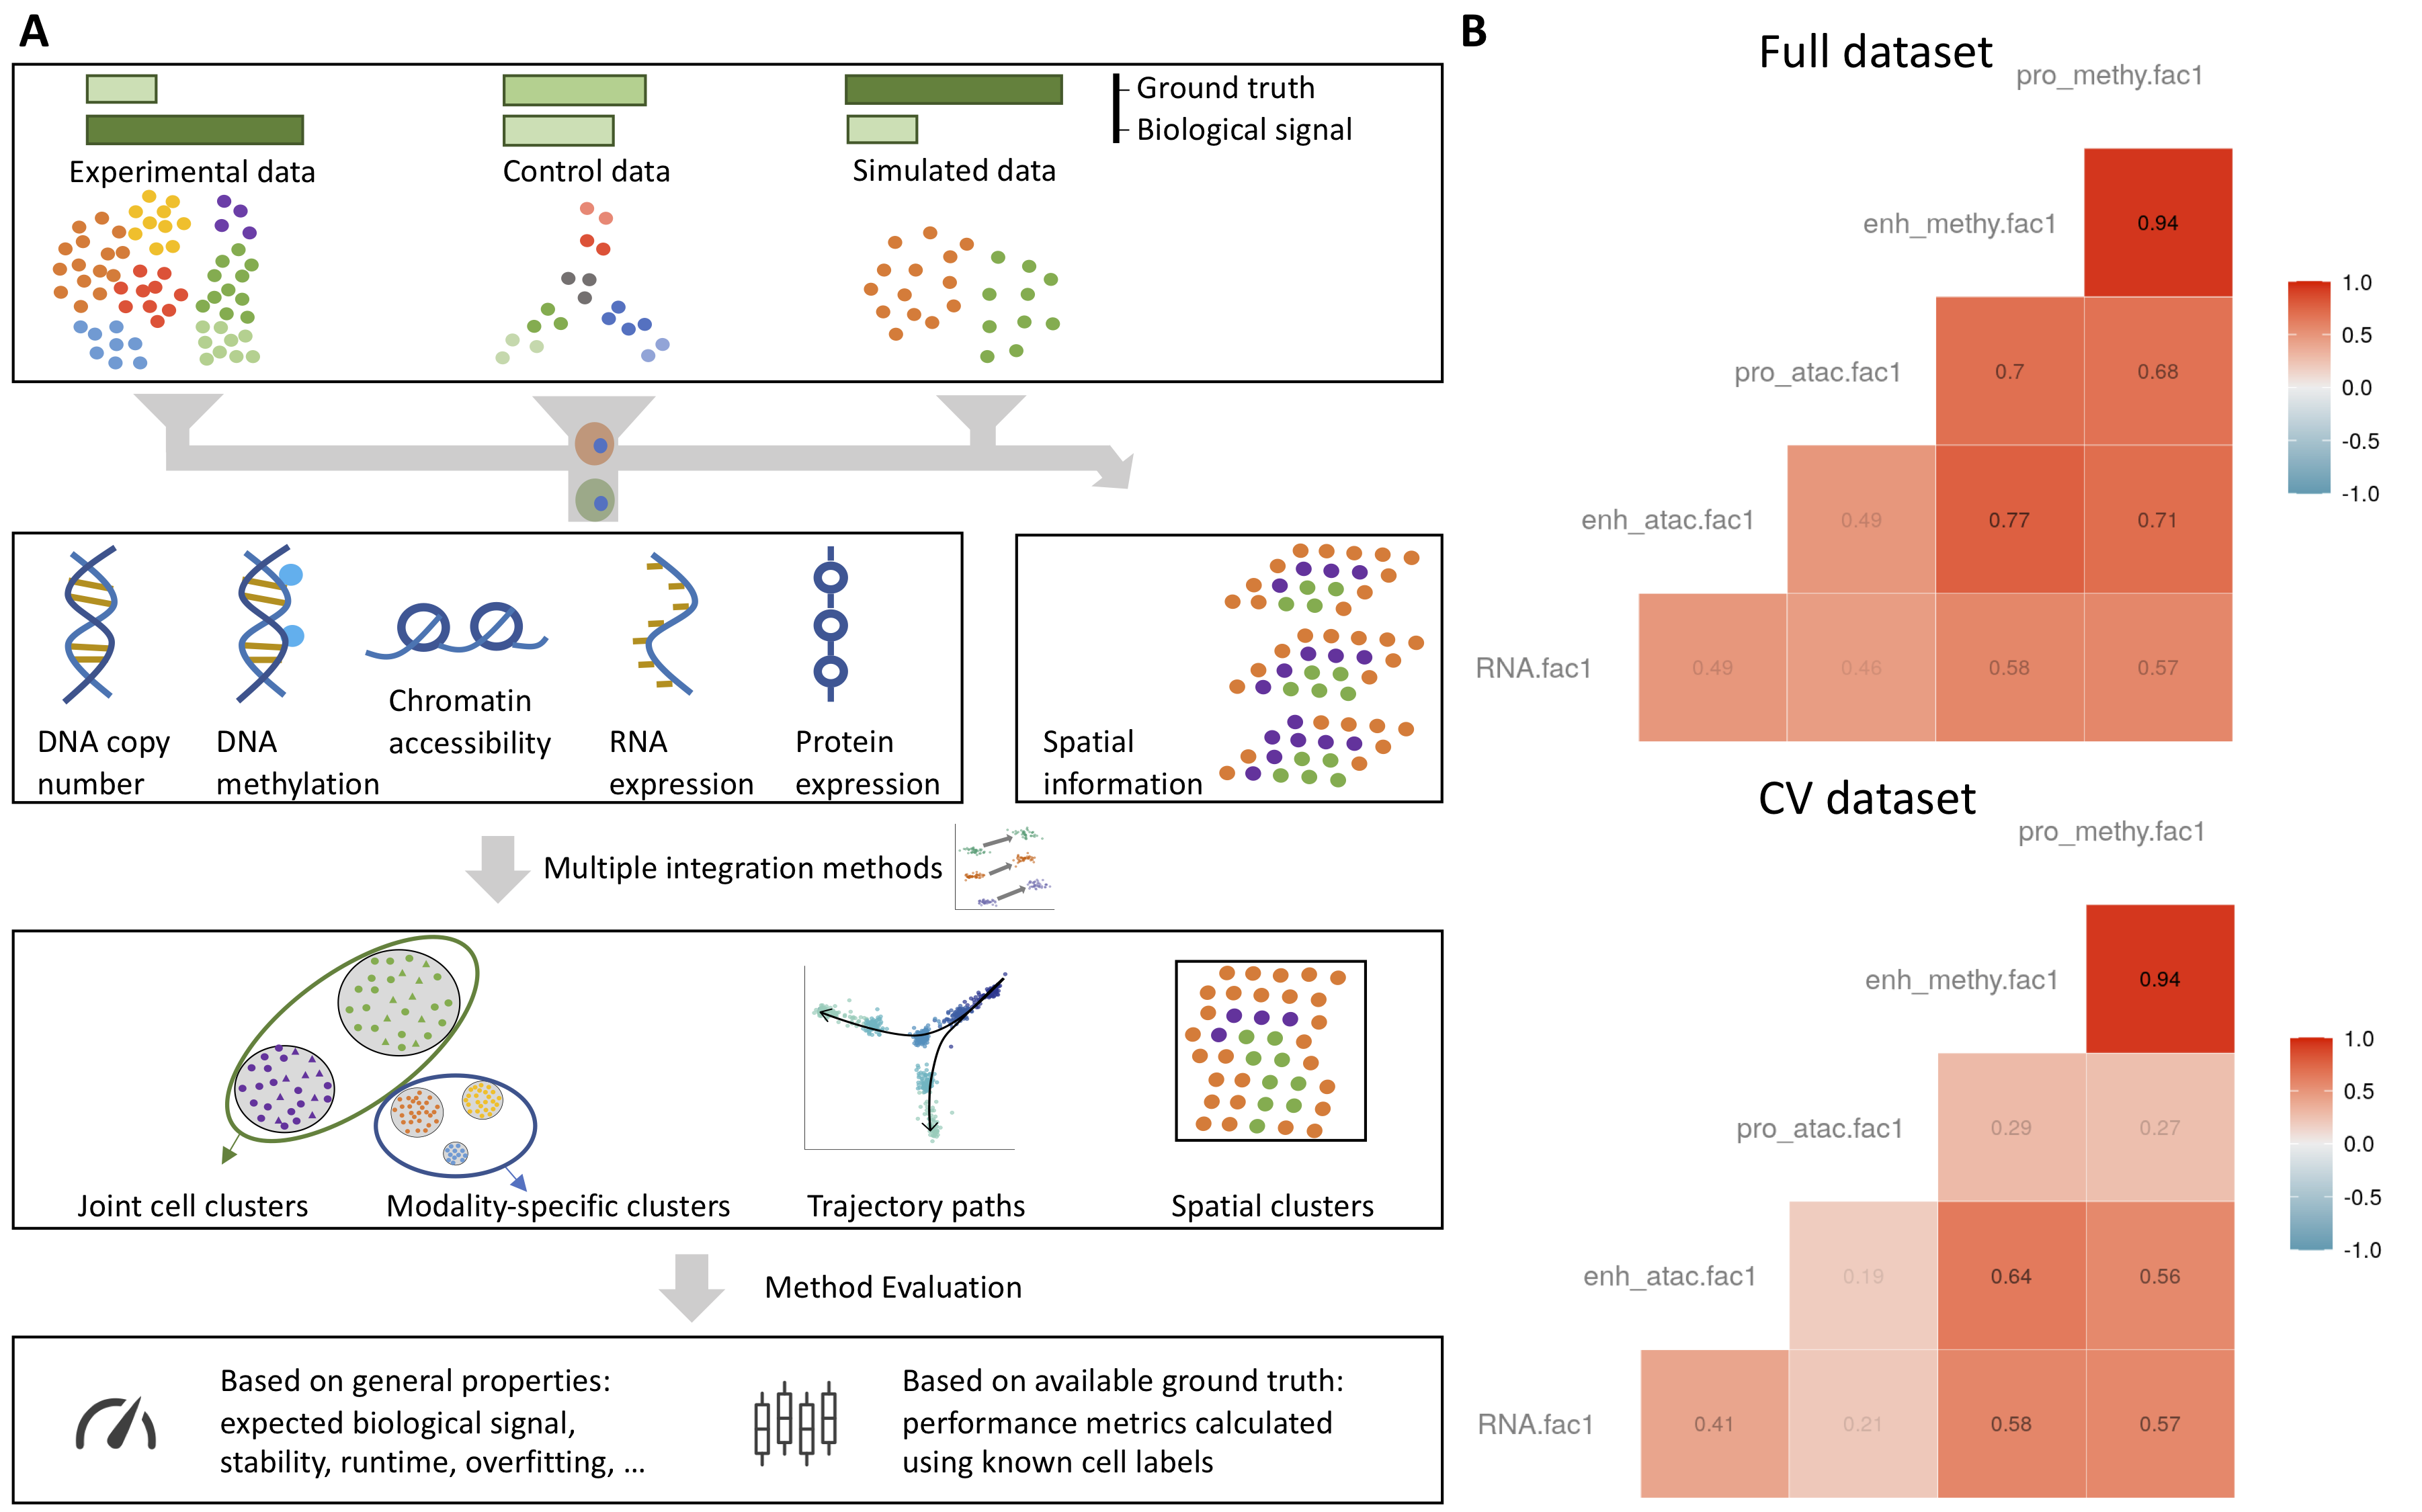 A
Ground truth
Biological signal
Experimental data
Control data
Simulated data
DNA copy
number
DNA
methylation
Chromatin
accessibility
RNA
expression
Protein
expression
Spatial
information
Multiple integration methods
Joint cell clusters
Modality-specific clusters
Trajectory paths
Spatial clusters
Method Evaluation
Based on general properties:
expected biological signal,
stability, runtime, overfitting, ...
Based on available ground truth:
performance metrics calculated
using known cell labels
B
Full dataset
pro_methy.fac1
enh_methy.fac1
0.94
pro_atac.fac1
0.7
0.68
enh_atac.fac1
0.49
0.77
0.71
RNA.fac1
0.49
0.46
0.58
0.57
1.0
0.5
0.0
-0.5
-1.0
CV dataset
pro_methy.fac1
enh_methy.fac1
0.94
pro_atac.fac1
0.29
0.27
enh_atac.fac1
0.19
0.64
0.56
RNA.fac1
0.41
0.21
0.58
0.57
1.0
0.5
0.0
-0.5
-1.0